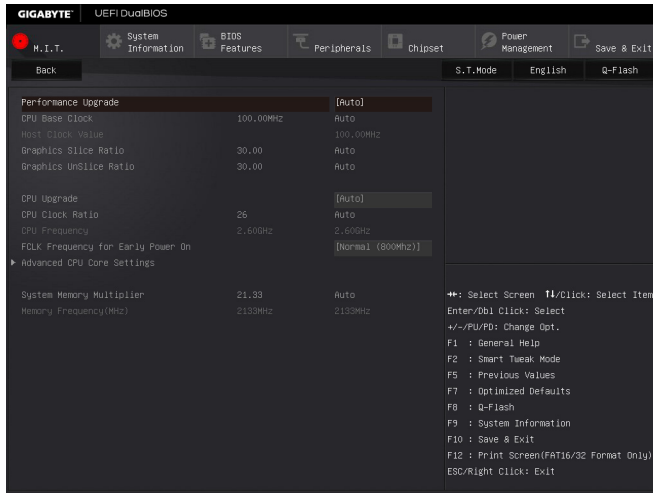 GIGABYTE™ UEFI DualBIOS
M.I.T. System Information BIOS Features Peripherals Chipset Power Management Save & Exit
Back S.T.Mode English Q-Flash
Performance Upgrade [Auto]
CPU Base Clock 100.00MHz Auto
Host Clock Value 100.00MHz
Graphics Slice Ratio 30.00 Auto
Graphics UnSlice Ratio 30.00 Auto
CPU Upgrade [Auto]
CPU Clock Ratio 26 Auto
CPU Frequency 2.60GHz 2.60GHz
FCLK Frequency for Early Power On [Normal (800Mhz)]
Advanced CPU Core Settings
System Memory Multiplier 21.33 Auto
Memory Frequency(MHz) 2133MHz 2133MHz
→←: Select Screen ↑↓/Click: Select Item
Enter/Dbl Click: Select
+/-/PU/PD: Change Opt.
F1 : General Help
F2 : Smart Tweak Mode
F5 : Previous Values
F7 : Optimized Defaults
F8 : Q-Flash
F9 : System Information
F10 : Save & Exit
F12 : Print Screen(FAT16/32 Format Only)
ESC/Right Click: Exit